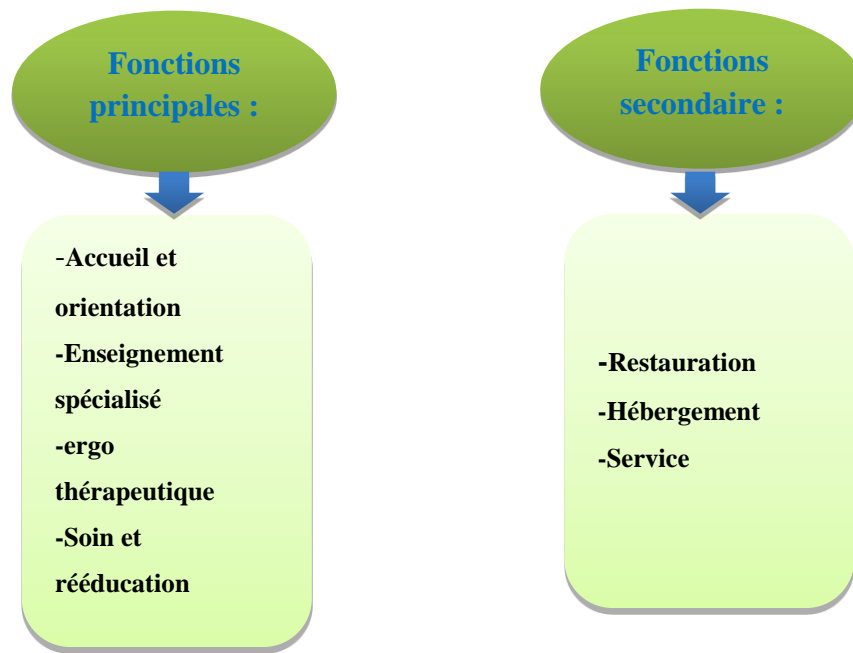 Fonctions
principales :
-Accueil et
orientation
-Enseignement
spécialisé
-ergo
thérapeutique
-Soin et
rééducation
Fonctions
secondaire :
-Restauration
-Hébergement
-Service